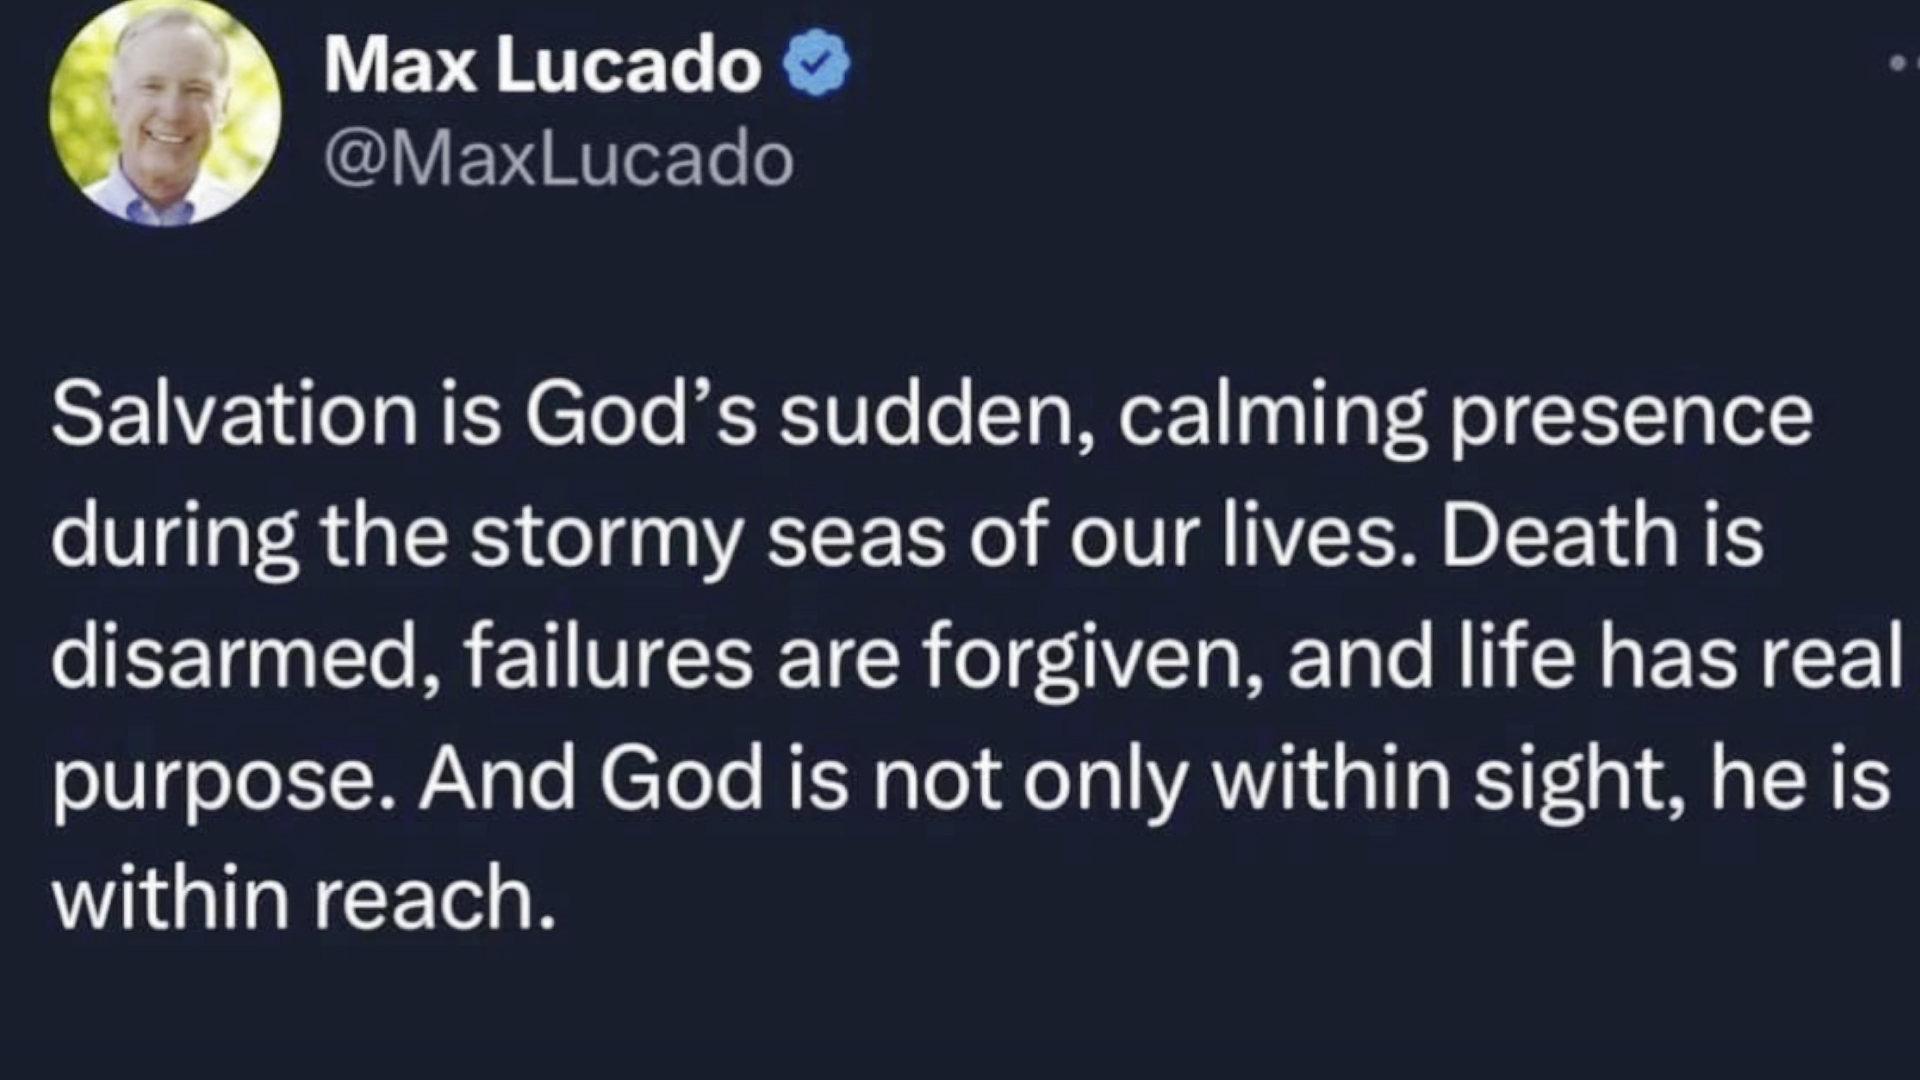 Max Lucado
@MaxLucado
Salvation is God’s sudden, calming presence
during the stormy seas of our lives. Death is
disarmed, failures are forgiven, and life has real
purpose. And God is not only within sight, he is
within reach.